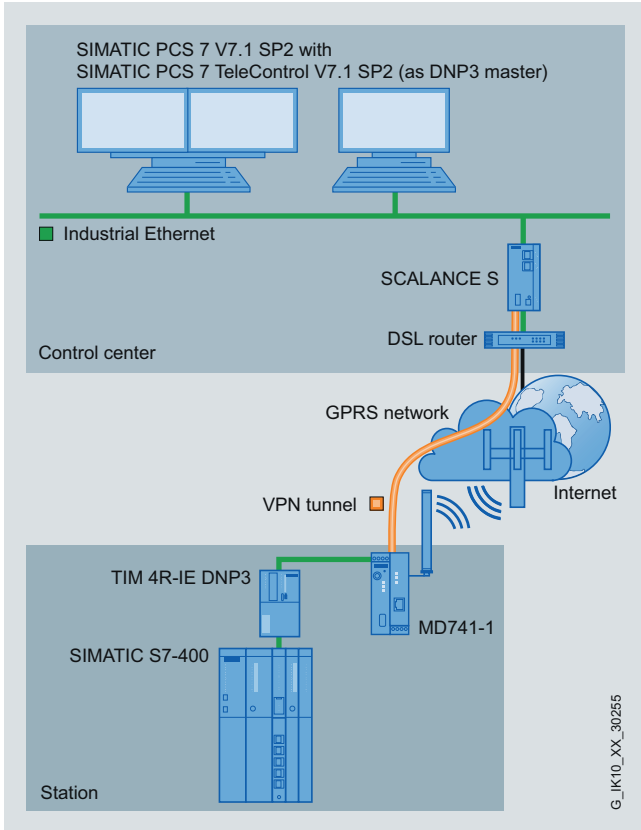 SIMATIC PCS 7 V7.1 SP2 with
SIMATIC PCS 7 TeleControl V7.1 SP2 (as DNP3 master)
Industrial Ethernet
SCALANCE S
DSL router
Control center
GPRS network
Internet
VPN tunnel
TIM 4R-IE DNP3
MD741-1
SIMATIC S7-400
Station
G_IK10_XX_30255